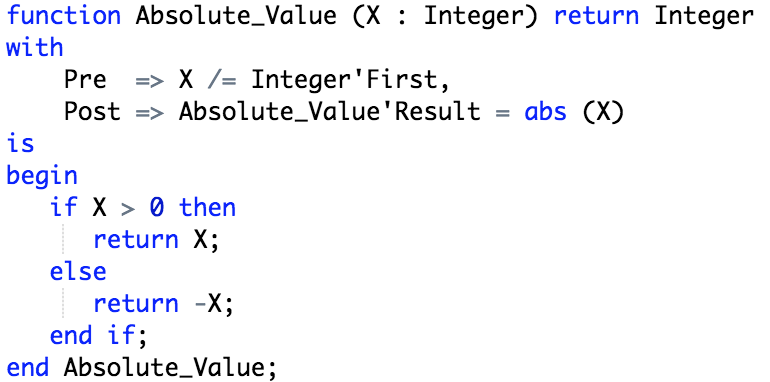 function Absolute_Value (X : Integer) return Integer
with
    Pre  => X /= Integer'First,
    Post => Absolute_Value'Result = abs (X)
is
begin
   if X > 0 then
      return X;
   else
      return -X;
   end if;
end Absolute_Value;